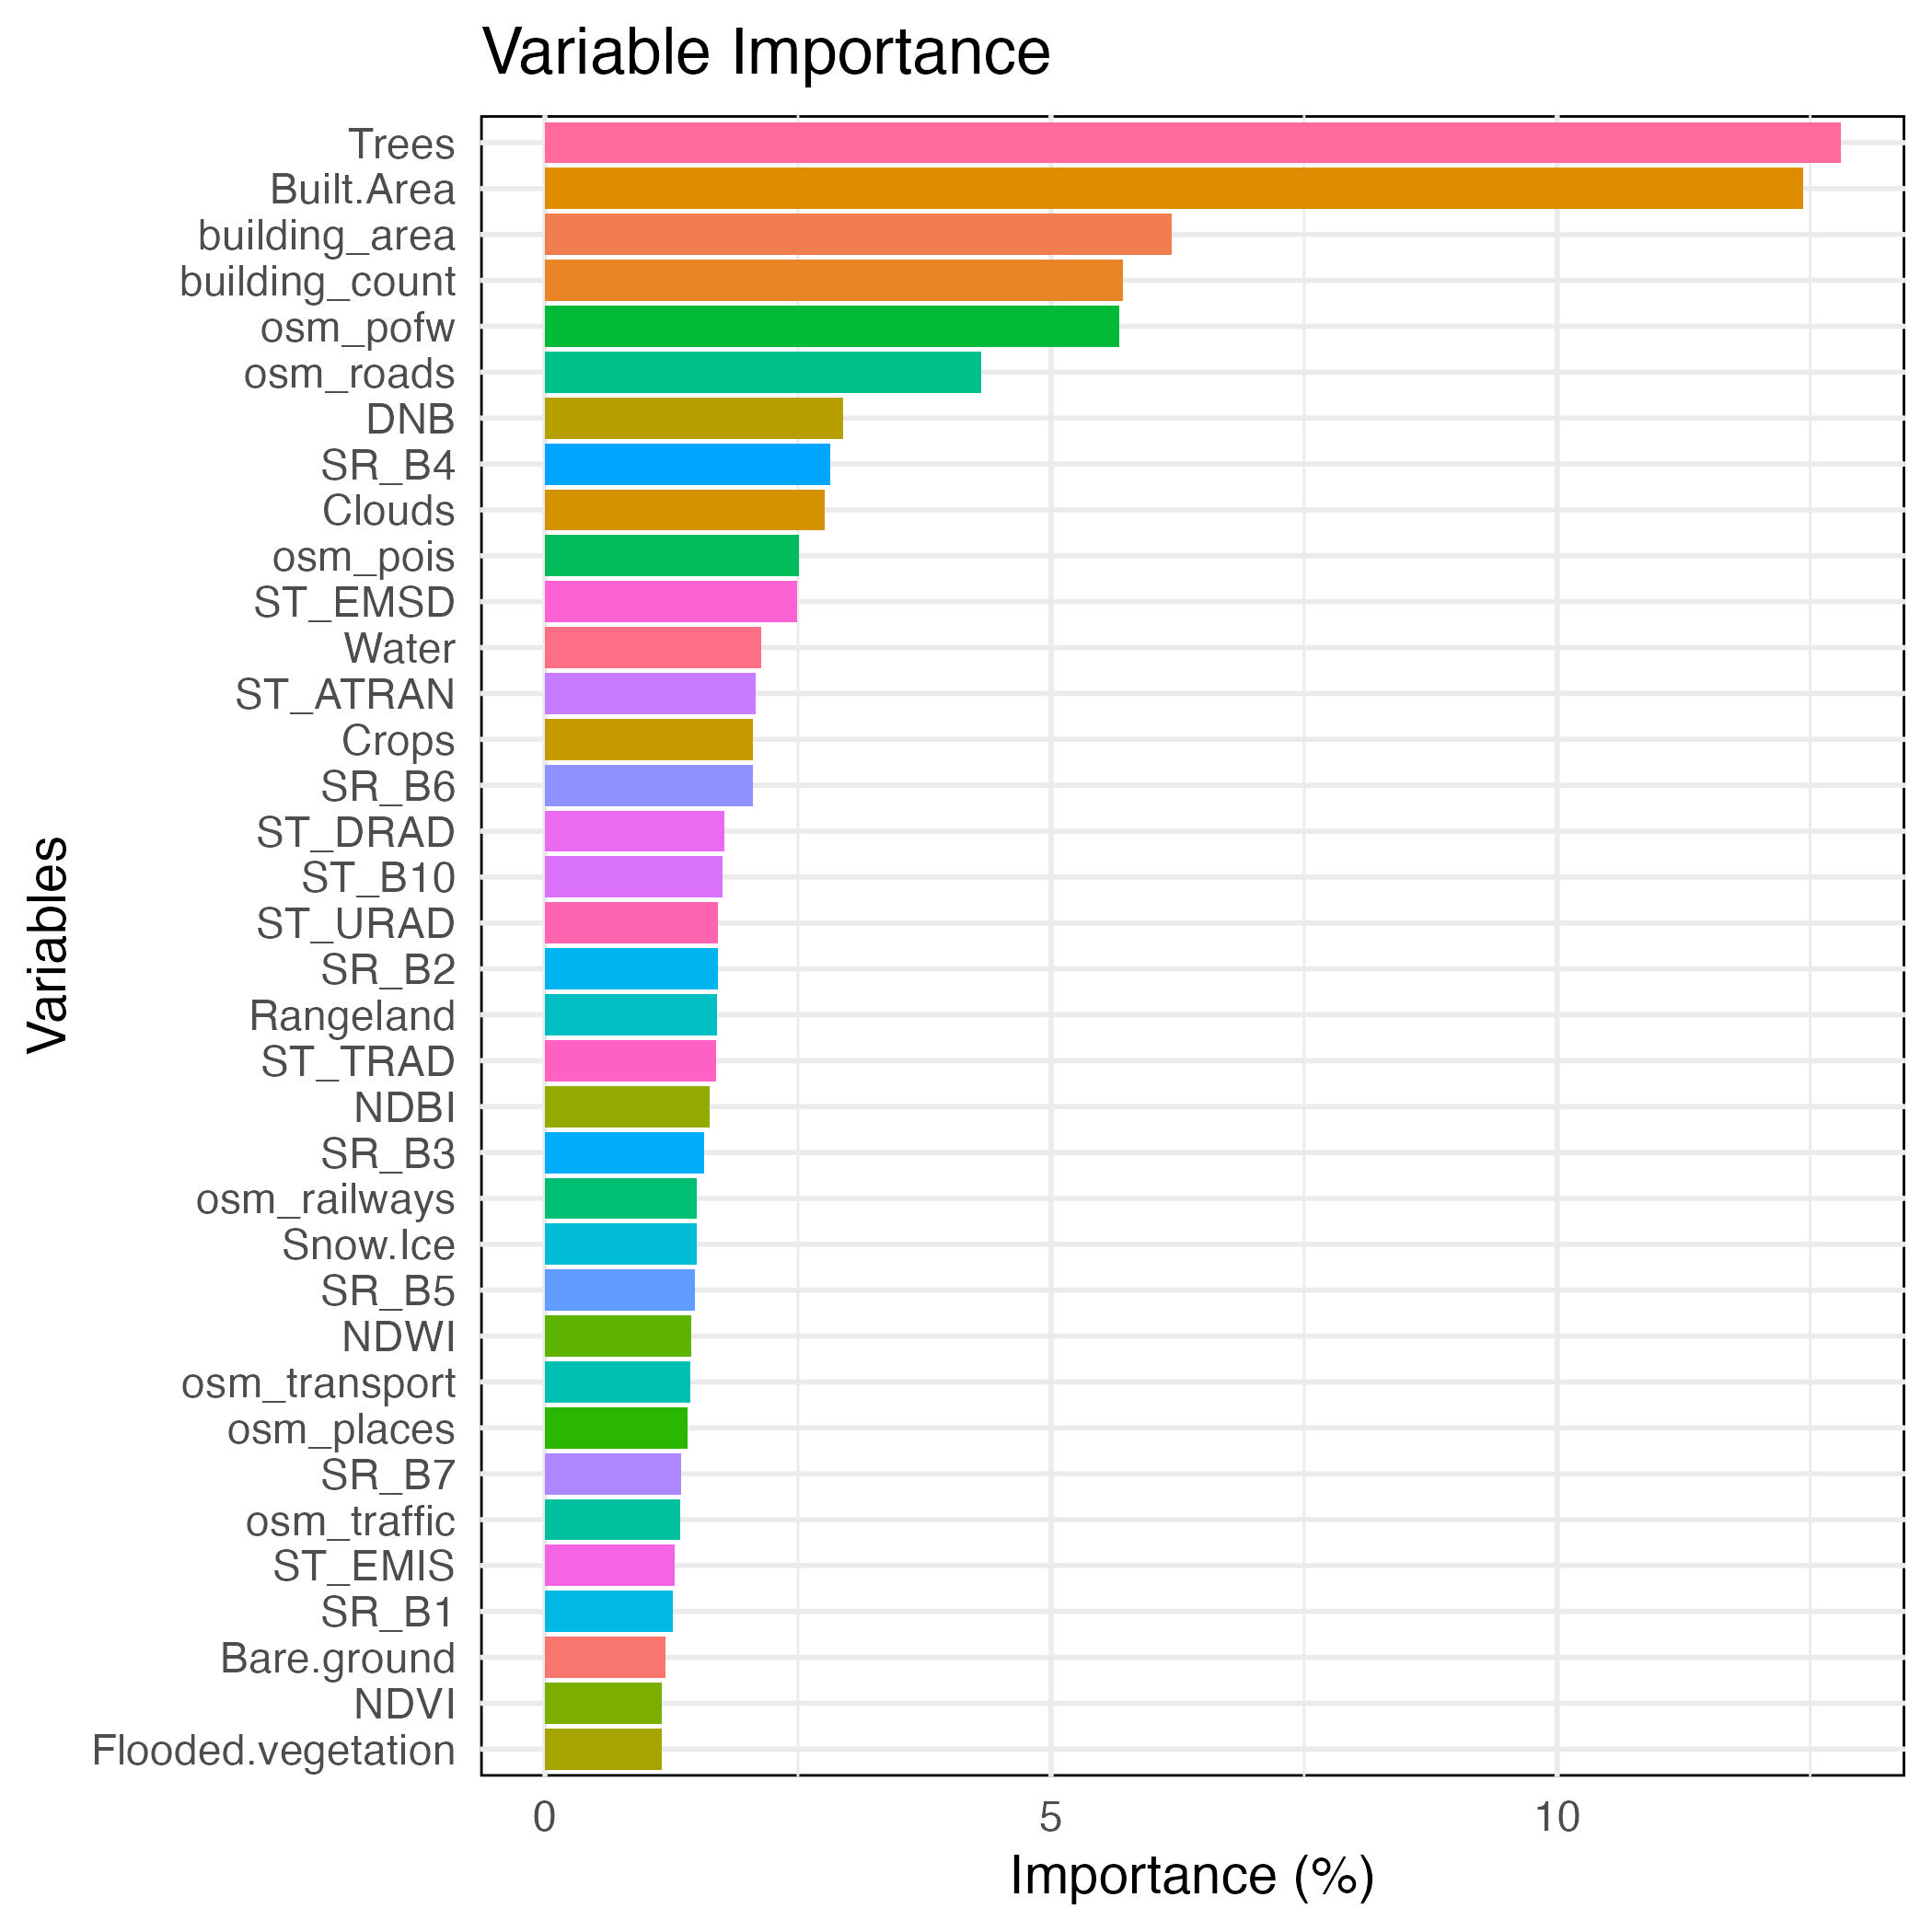 Variable Importance
Trees
Built.Area
building_area
building_count
osm_pofw
osm_roads
DNB
SR_B4
Clouds
osm_pois
ST_EMSD
Water
ST_ATRAN
Crops
SR_B6
ST_DRAD
ST_B10
ST_URAD
SR_B2
Rangeland
ST_TRAD
NDBI
SR_B3
osm_railways
Snow.Ice
SR_B5
NDWI
osm_transport
osm_places
SR_B7
osm_traffic
ST_EMIS
SR_B1
Bare.ground
NDVI
Flooded.vegetation
Variables
0 5 10
Importance (%)